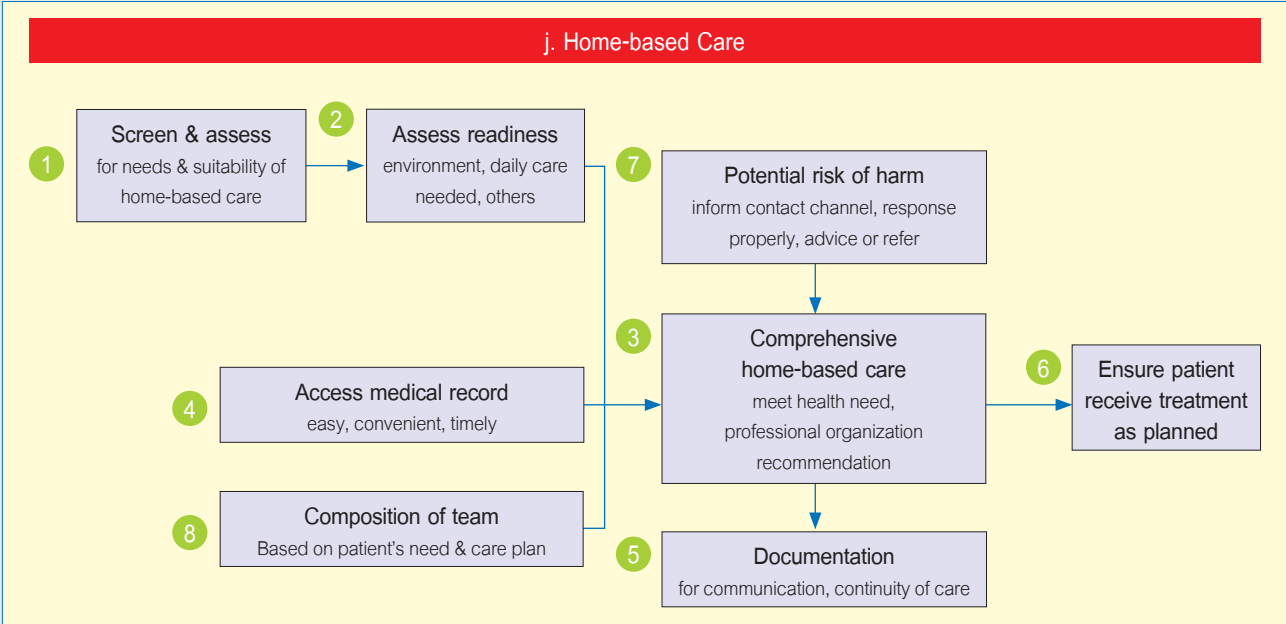 j. Home-based Care
1
Screen & assess
for needs & suitability of
home-based care
2
Assess readiness
environment, daily care
needed, others
7
Potential risk of harm
inform contact channel, response
properly, advice or refer
3
Comprehensive
home-based care
meet health need,
professional organization
recommendation
4
Access medical record
easy, convenient, timely
6
Ensure patient
receive treatment
as planned
8
Composition of team
Based on patient's need & care plan
5
Documentation
for communication, continuity of care